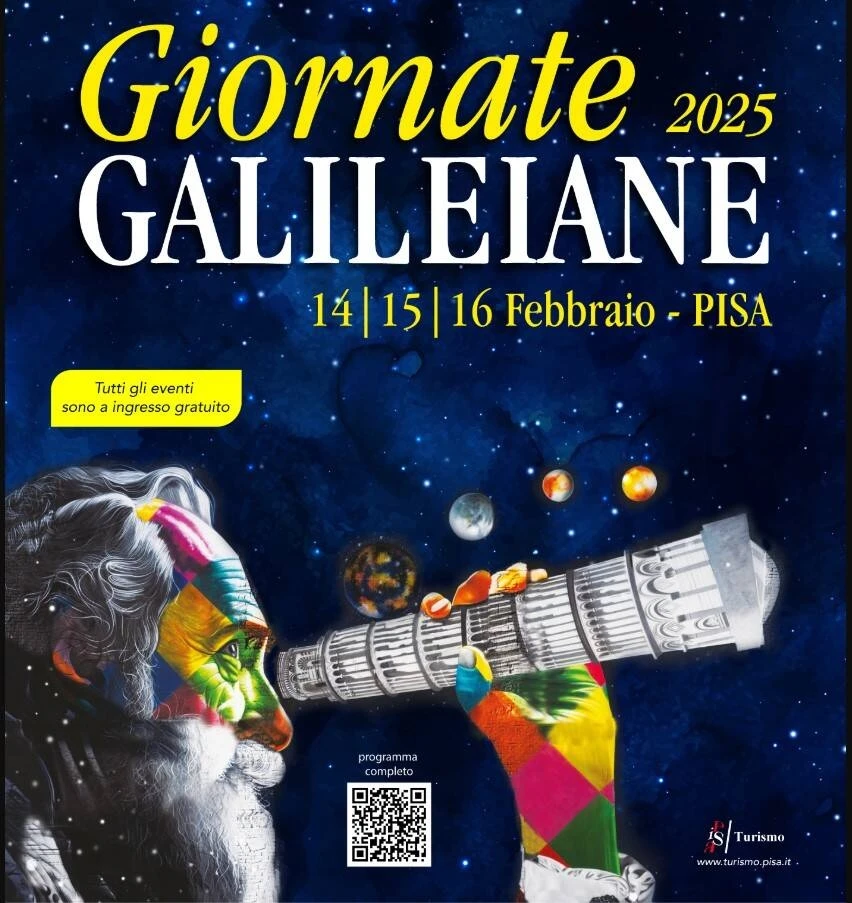 Giornate 2025
GALILEIANE
14|15|16 Febbraio - PISA
Tutti gli eventi
sono a ingresso gratuito
programma
completo
PiSA Turismo
www.turismo.pisa.it